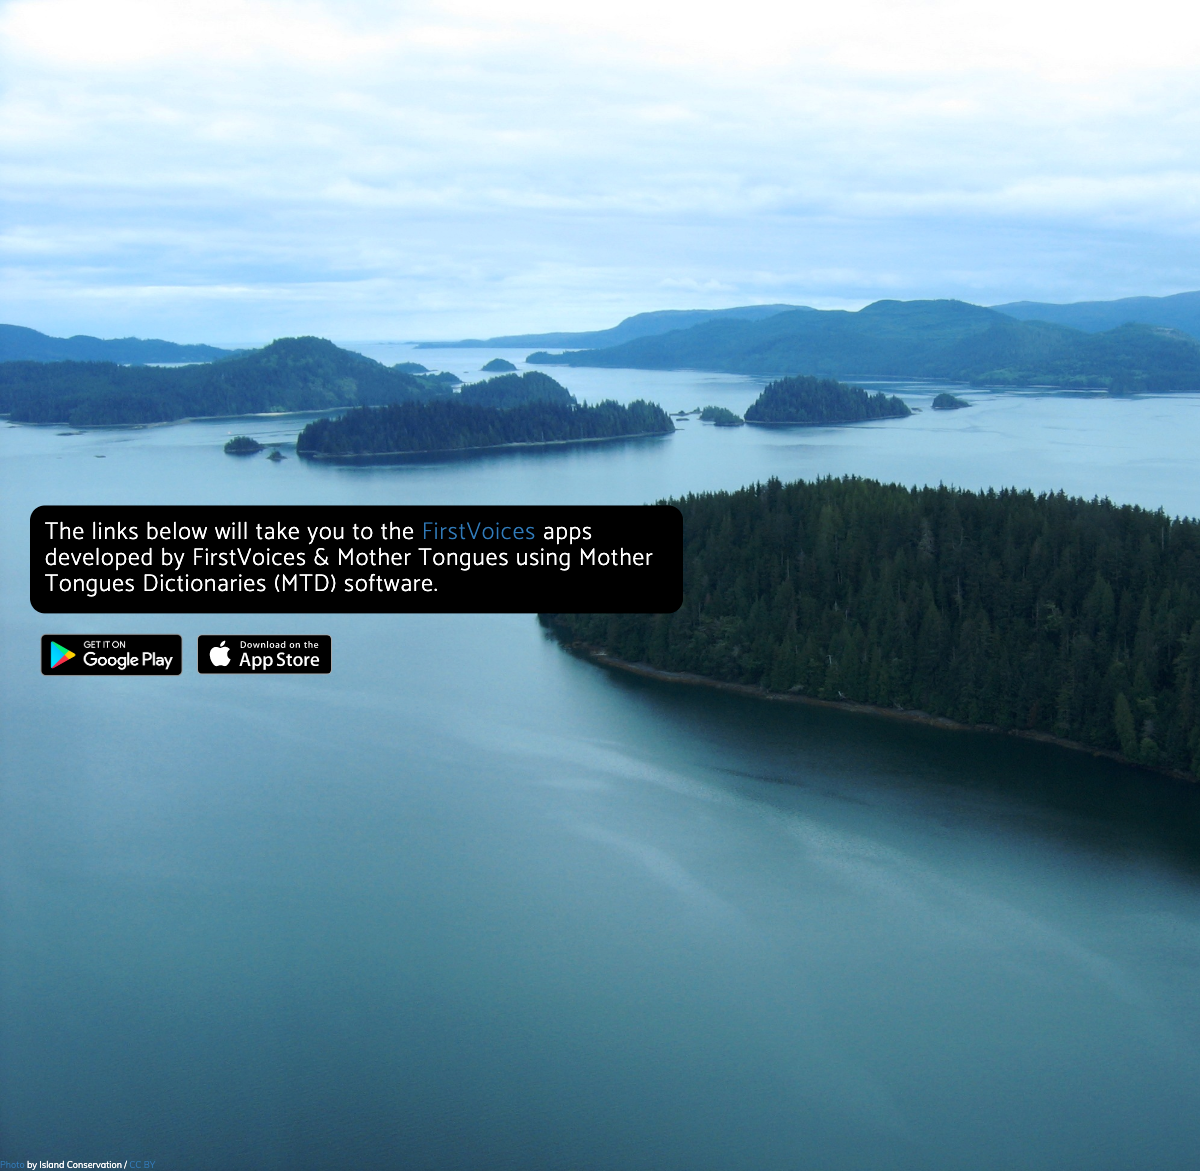 The links below will take you to the FirstVoices apps
developed by FirstVoices & Mother Tongues using Mother
Tongues Dictionaries (MTD) software.
GET IT ON
Google Play
Download on the
App Store
Photo by Island Conservation / CC BY